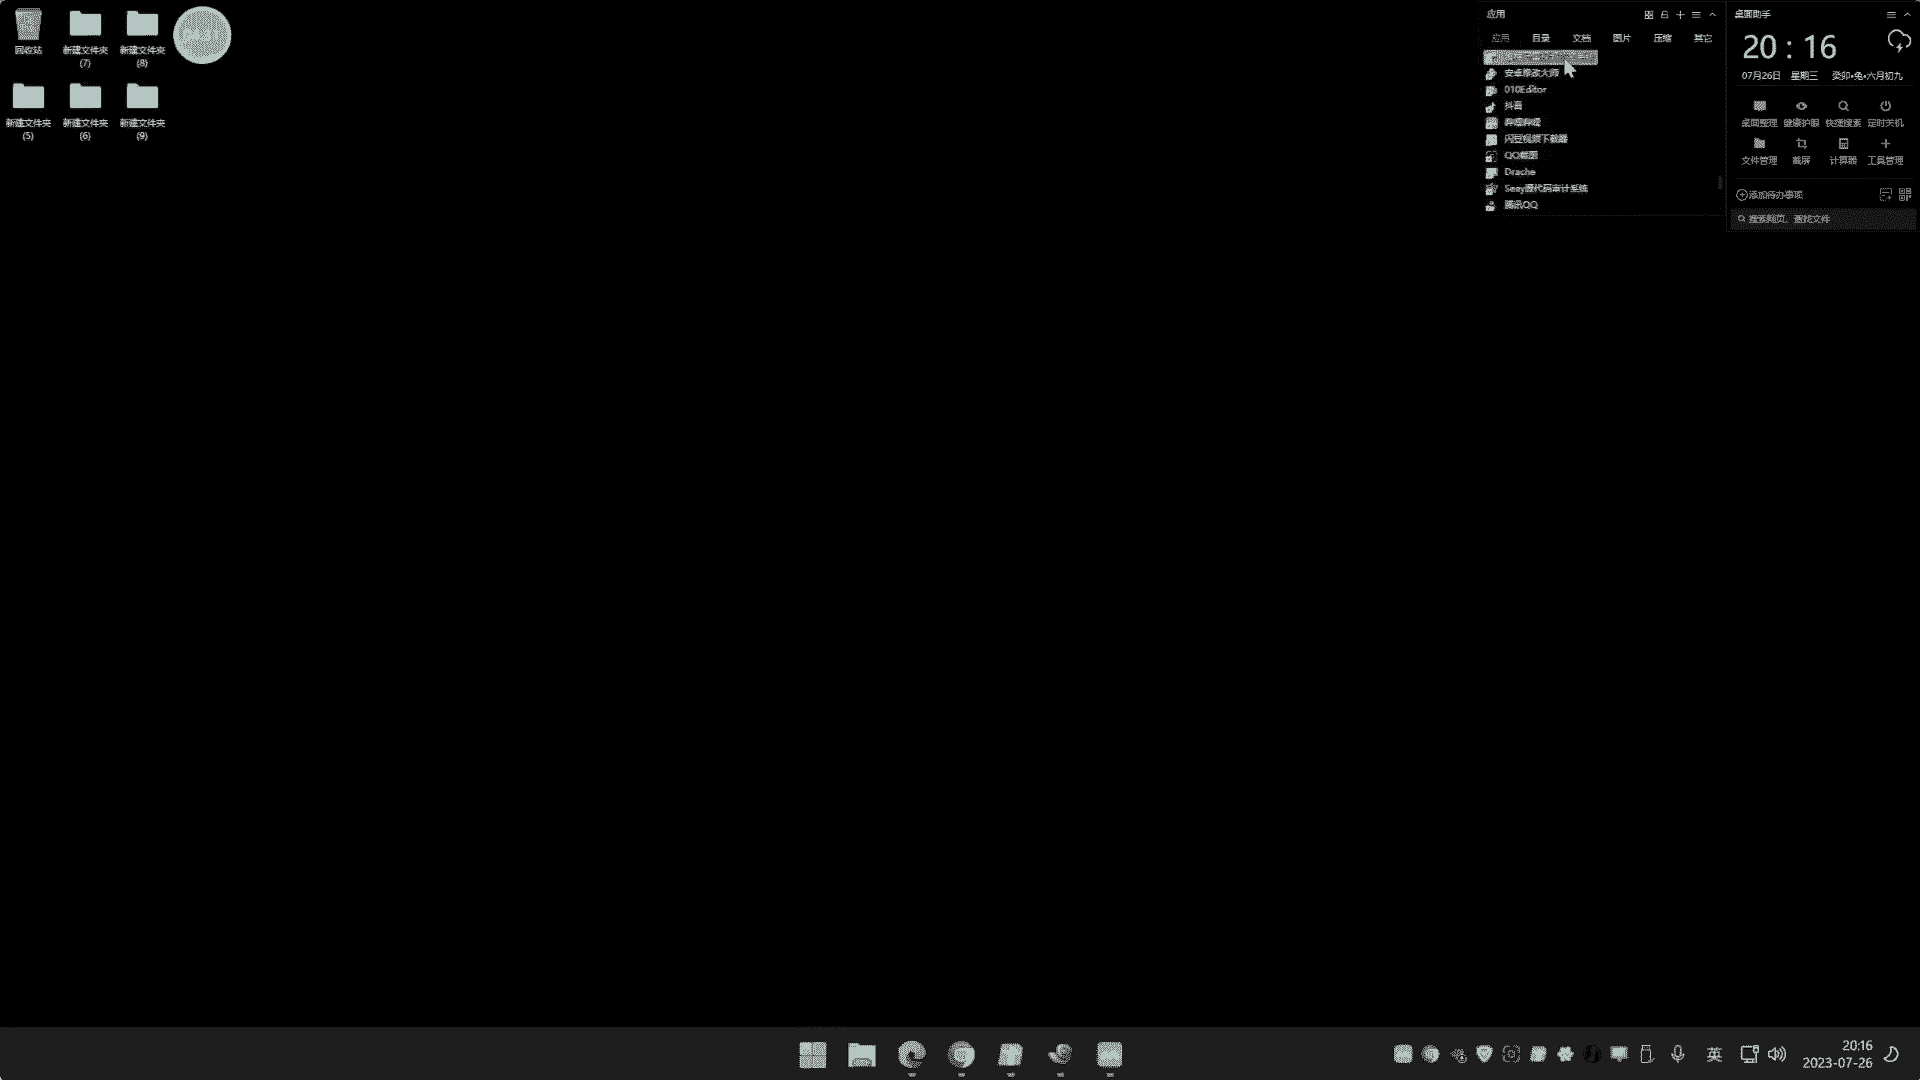 回收站
新建文件夹
(7)
新建文件夹
(8)
新建文件夹
(5)
新建文件夹
(6)
新建文件夹
(9)
应用
应用 目录 文档 图片 压缩 其它
安卓修改大师
010Editor
抖音
哔哩哔哩
闪豆视频下载器
QQ截图
Drache
Seay源代码审计系统
腾讯QQ
桌面助手
20 : 16
07月26日 星期三 癸卯•兔•六月初九
桌面整理 健康护眼 快速搜索 定时关机
文件管理 截屏 计算器 工具管理
添加待办事项
搜索网页、查找文件
英
20:16
2023-07-26